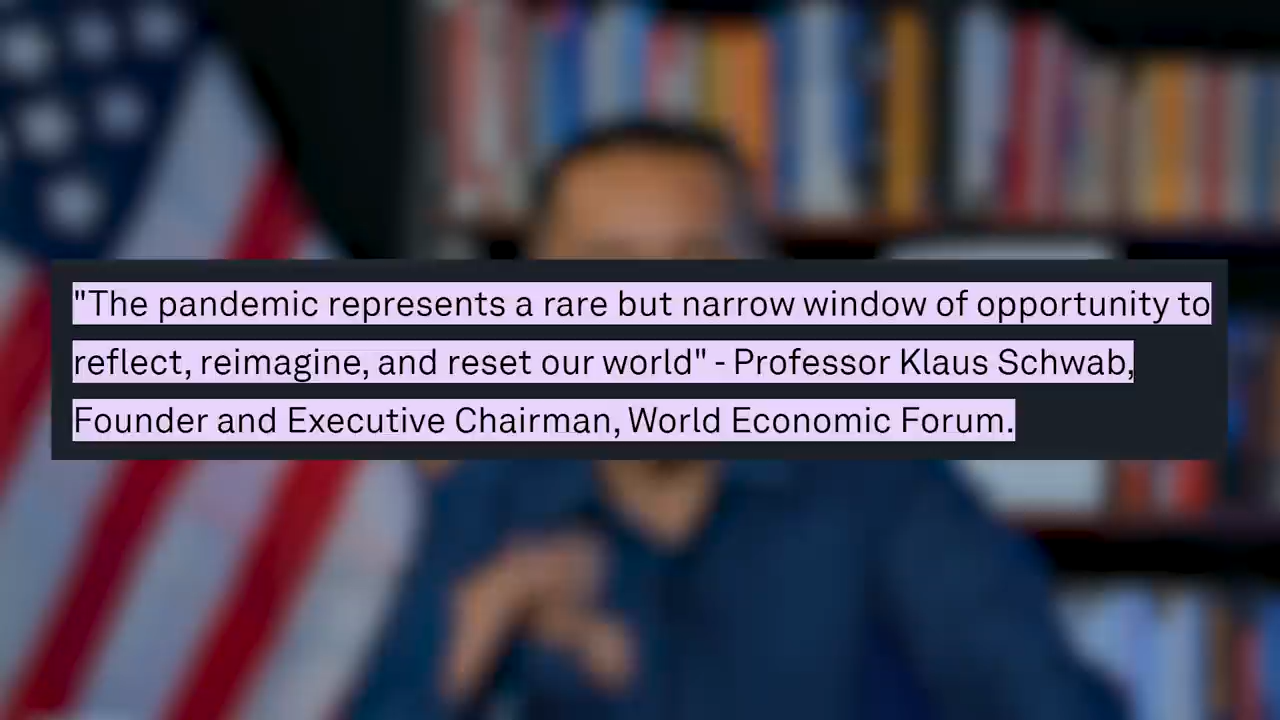 "The pandemic represents a rare but narrow window of opportunity to
reflect, reimagine, and reset our world" - Professor Klaus Schwab,
Founder and Executive Chairman, World Economic Forum.